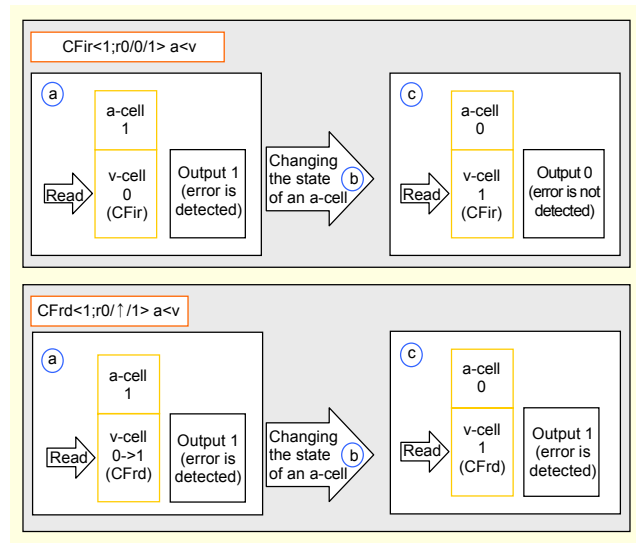 CFir<1;r0/0/1> a<v
a
a-cell
1
Read
v-cell
0
(CFir)
Output 1
(error is
detected)
Changing
the state
of an a-cell
b
c
a-cell
0
Read
v-cell
1
(CFir)
Output 0
(error is not
detected)
CFrd<1;r0/↑/1> a<v
a
a-cell
1
Read
v-cell
0->1
(CFrd)
Output 1
(error is
detected)
Changing
the state
of an a-cell
b
c
a-cell
0
Read
v-cell
1
(CFrd)
Output 1
(error is
detected)